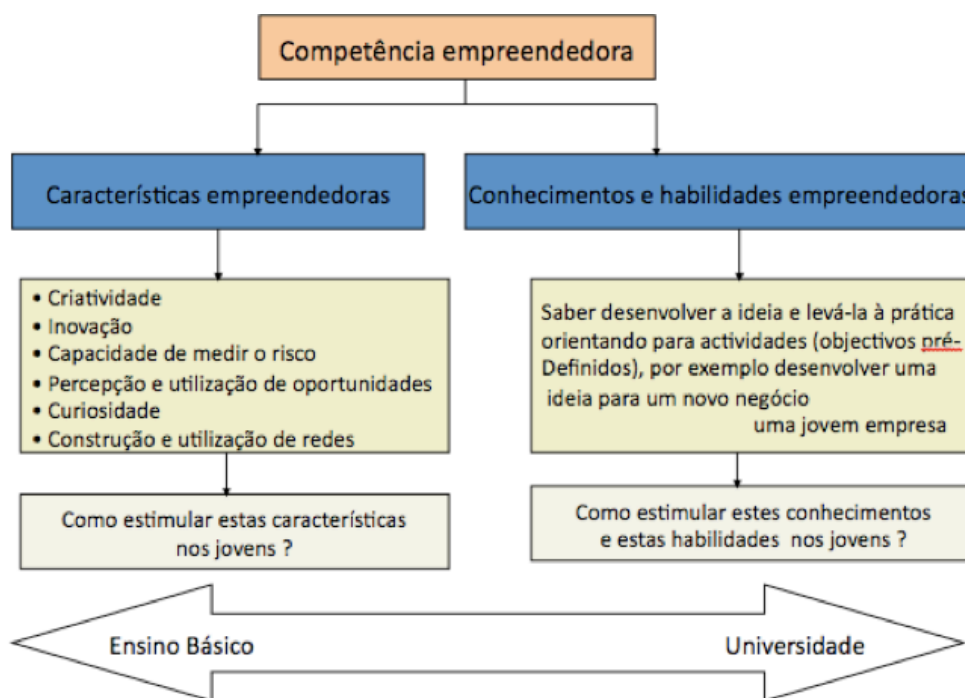 Competência empreendedora
Característícas empreendedoras
Conhecimentos e habilidades empreendedoras
• Criatividade
• Inovação
• Capacidade de medir o risco
• Percepção e utilização de oportunidades
• Curiosidade
• Construção e utilização de redes
Saber desenvolver a ideia e levá-la à prática
orientando para actividades (objectivos pré-
Definidos), por exemplo desenvolver uma
ideia para um novo negócio
uma jovem empresa
Como estimular estas característícas
nos jovens ?
Como estimular estes conhecimentos
e estas habilidades nos jovens ?
Ensino Básico
Universidade